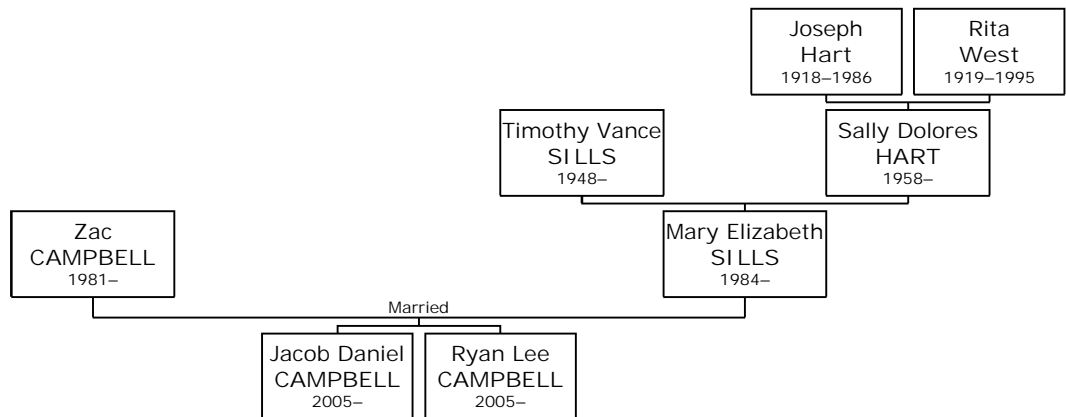 Joseph
Hart
1918–1986
Rita
West
1919–1995
Timothy Vance
SILLS
1948–
Sally Dolores
HART
1958–
Zac
CAMPBELL
1981–
Mary Elizabeth
SILLS
1984–
Married
Jacob Daniel
CAMPBELL
2005–
Ryan Lee
CAMPBELL
2005–